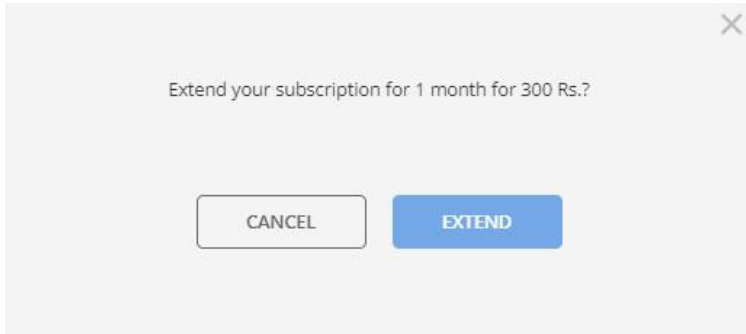 Extend your subscription for 1 month for 300 Rs.?
CANCEL EXTEND